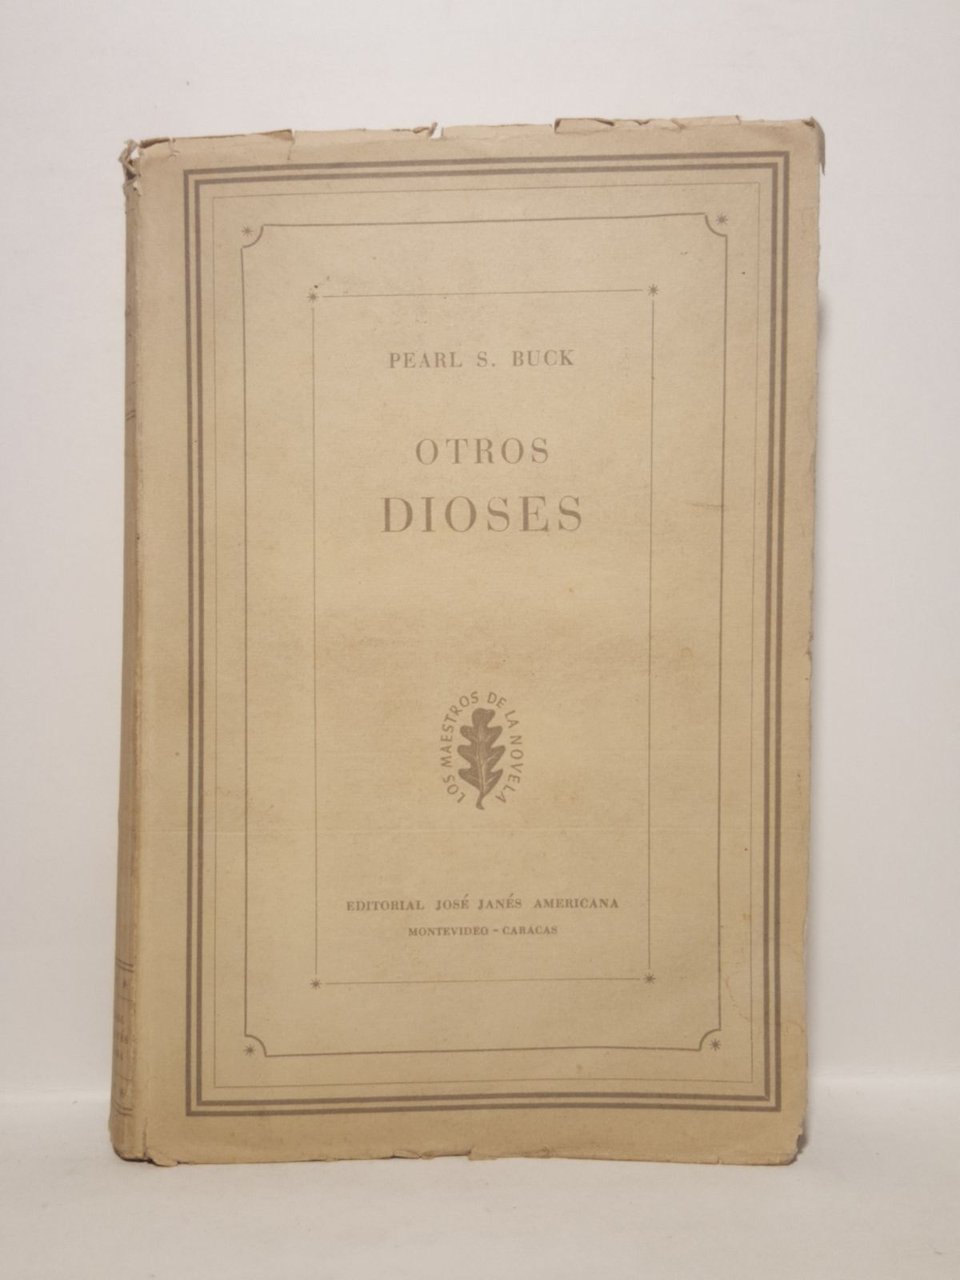 PEARL S. BUCK
OTROS
DIOSES
LOS MAESTROS DE LA NOVELA
EDITORIAL JOSÉ JANÉS AMERICANA
MONTEVIDEO - CARACAS